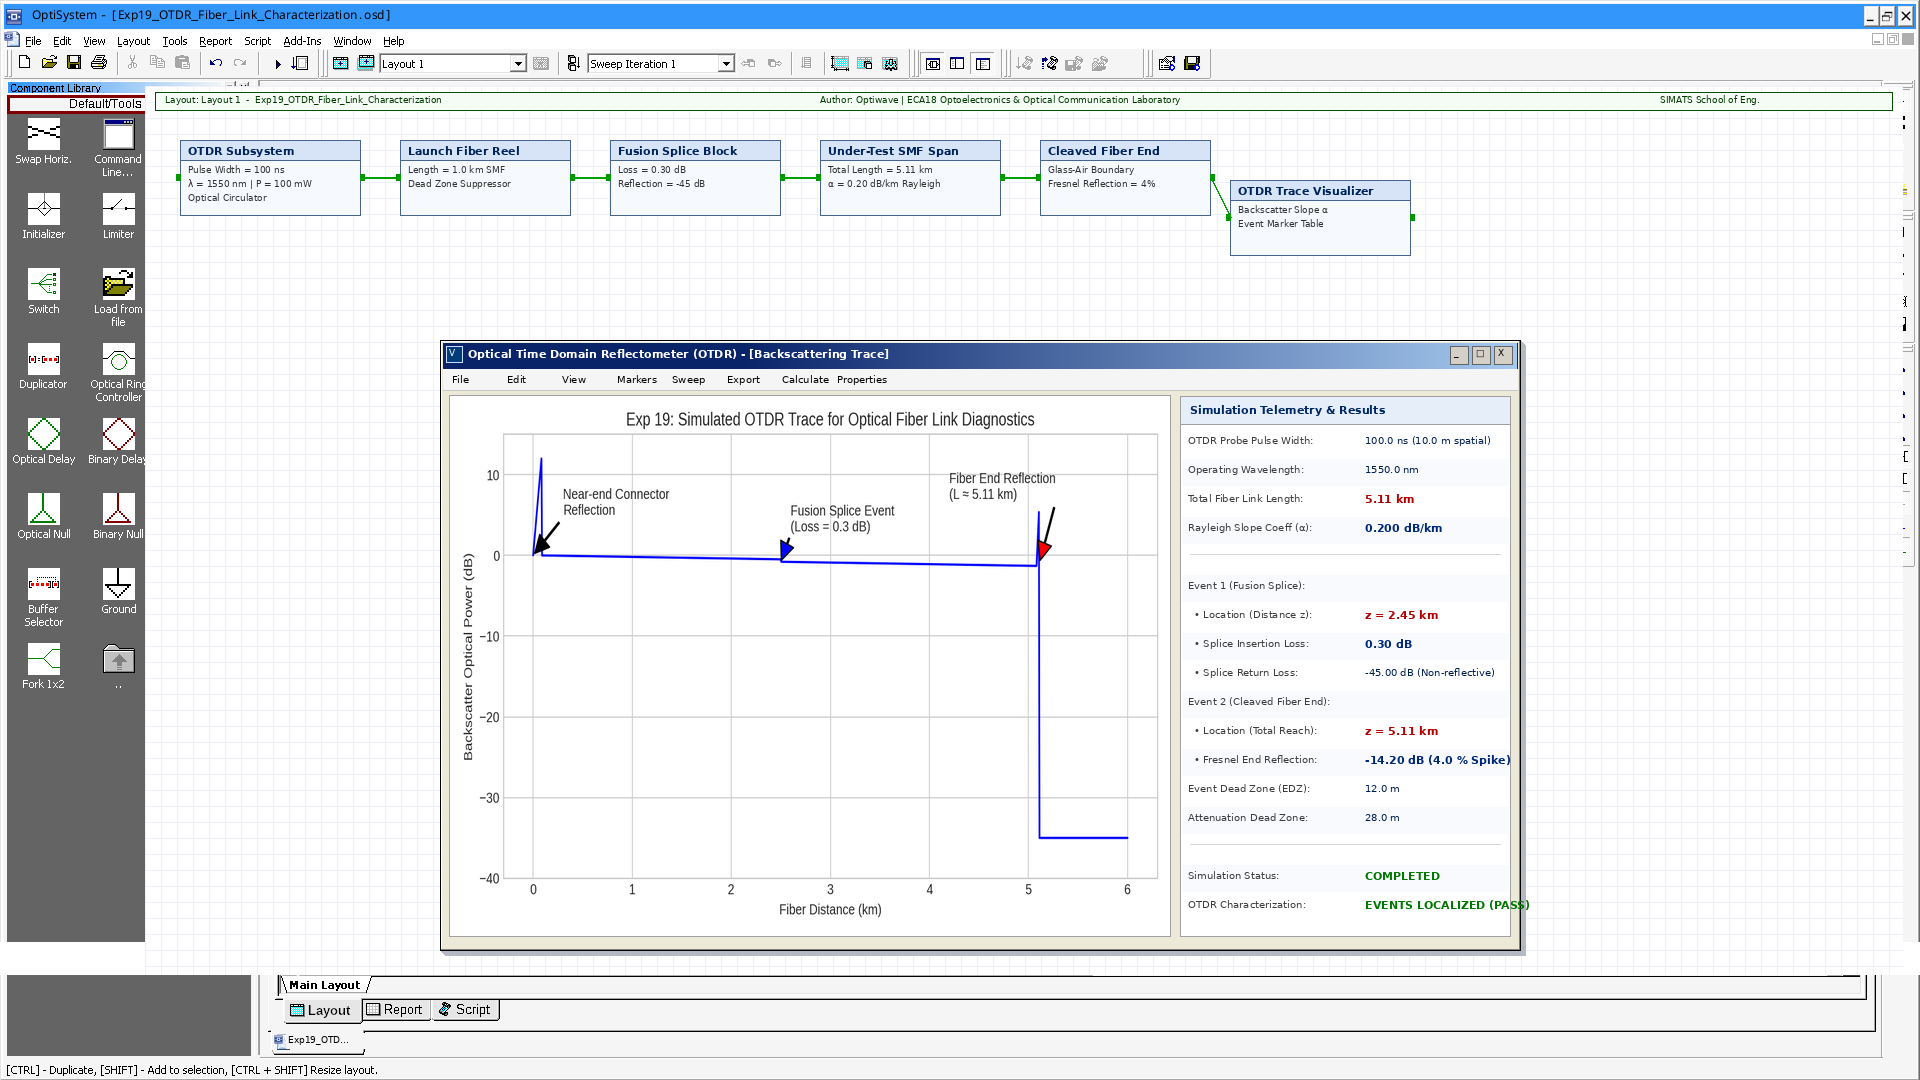 OptiSystem - [Exp19_OTDR_Fiber_Link_Characterization.osd]
File Edit View Layout Tools Report Script Add-Ins Window Help
Layout 1
Sweep Iteration 1
Component Library
Default/Tools
Swap Horiz.
Command Line...
Initializer
Limiter
Switch
Load from file
Duplicator
Optical Ring Controller
Optical Delay
Binary Delay
Optical Null
Binary Null
Buffer Selector
Ground
Fork 1x2
..
Layout: Layout 1 - Exp19_OTDR_Fiber_Link_Characterization
Author: Optiwave | ECA18 Optoelectronics & Optical Communication Laboratory
SIMATS School of Eng.
OTDR Subsystem
Pulse Width = 100 ns
λ = 1550 nm | P = 100 mW
Optical Circulator
Launch Fiber Reel
Length = 1.0 km SMF
Dead Zone Suppressor
Fusion Splice Block
Loss = 0.30 dB
Reflection = -45 dB
Under-Test SMF Span
Total Length = 5.11 km
α = 0.20 dB/km Rayleigh
Cleaved Fiber End
Glass-Air Boundary
Fresnel Reflection = 4%
OTDR Trace Visualizer
Backscatter Slope α
Event Marker Table
V Optical Time Domain Reflectometer (OTDR) - [Backscattering Trace]
File Edit View Markers Sweep Export Calculate Properties
Exp 19: Simulated OTDR Trace for Optical Fiber Link Diagnostics
Near-end Connector
Reflection
Fusion Splice Event
(Loss = 0.3 dB)
Fiber End Reflection
(L ≈ 5.11 km)
Backscatter Optical Power (dB)
10
0
−10
−20
−30
−40
0 1 2 3 4 5 6
Fiber Distance (km)
Simulation Telemetry & Results
OTDR Probe Pulse Width: 100.0 ns (10.0 m spatial)
Operating Wavelength: 1550.0 nm
Total Fiber Link Length: 5.11 km
Rayleigh Slope Coeff (α): 0.200 dB/km
Event 1 (Fusion Splice):
• Location (Distance z): z = 2.45 km
• Splice Insertion Loss: 0.30 dB
• Splice Return Loss: -45.00 dB (Non-reflective)
Event 2 (Cleaved Fiber End):
• Location (Total Reach): z = 5.11 km
• Fresnel End Reflection: -14.20 dB (4.0 % Spike)
Event Dead Zone (EDZ): 12.0 m
Attenuation Dead Zone: 28.0 m
Simulation Status: COMPLETED
OTDR Characterization: EVENTS LOCALIZED (PASS)
Main Layout
Layout Report Script
Exp19_OTD...
[CTRL] - Duplicate, [SHIFT] - Add to selection, [CTRL + SHIFT] Resize layout.